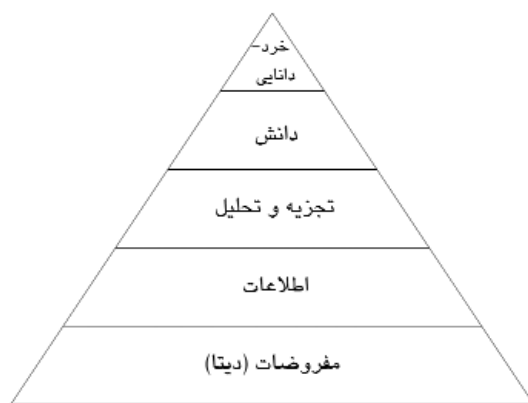 خرد-
دانایی
دانش
تجزیه و تحلیل
اطلاعات
مفروضات (دیتا)